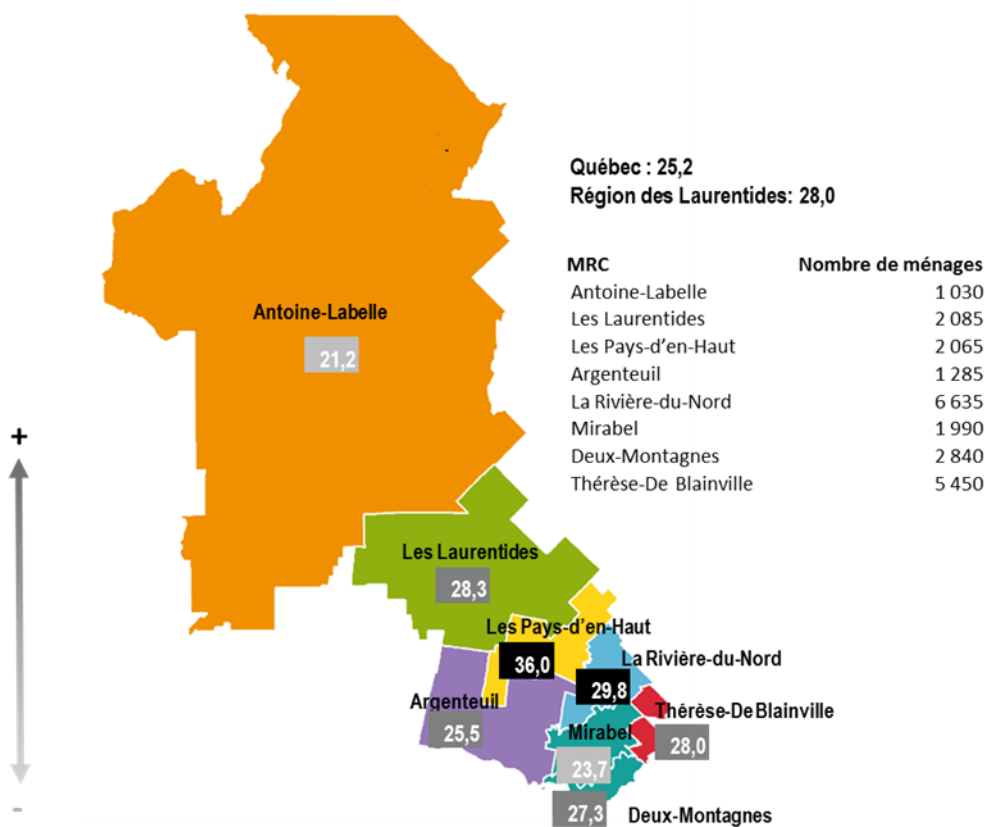 Québec : 25,2
Région des Laurentides: 28,0
MRC Nombre de ménages
Antoine-Labelle 1 030
Les Laurentides 2 085
Les Pays-d’en-Haut 2 065
Argenteuil 1 285
La Rivière-du-Nord 6 635
Mirabel 1 990
Deux-Montagnes 2 840
Thérèse-De Blainville 5 450
Antoine-Labelle
21,2
+
-
Les Laurentides
28,3
Les Pays-d’en-Haut
36,0
La Rivière-du-Nord
29,8
Argenteuil
25,5
Thérèse-De Blainville
28,0
Mirabel
23,7
27,3
Deux-Montagnes